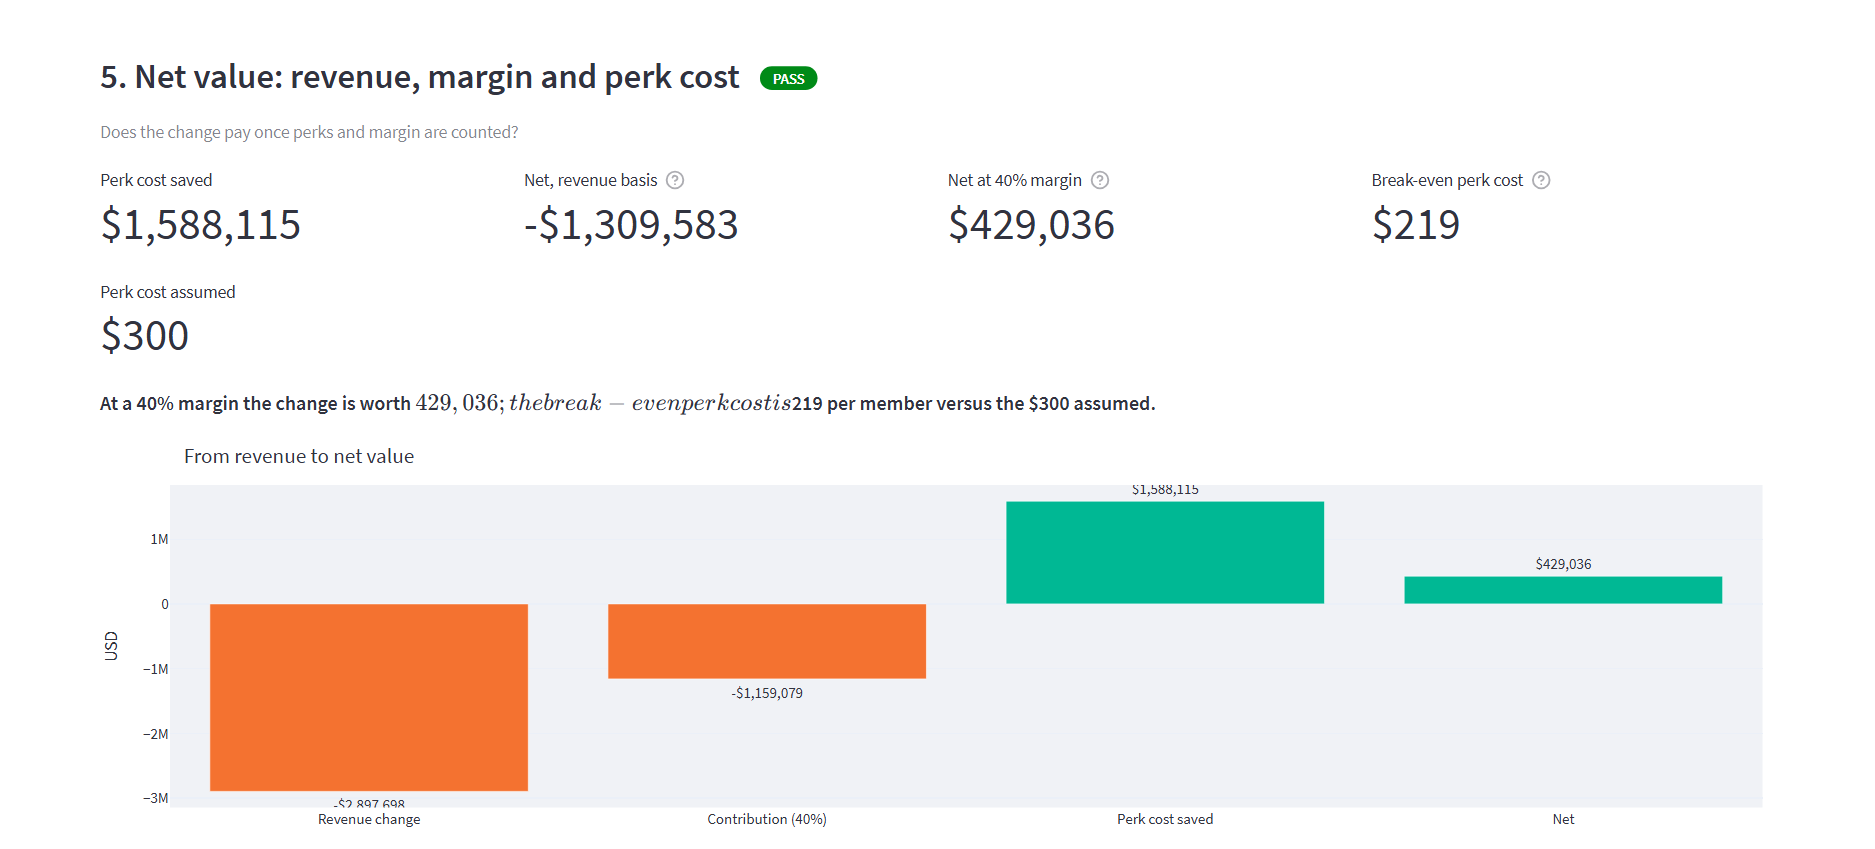 5. Net value: revenue, margin and perk cost PASS
Does the change pay once perks and margin are counted?
Perk cost saved
$1,588,115
Net, revenue basis
-$1,309,583
Net at 40% margin
$429,036
Break-even perk cost
$219
Perk cost assumed
$300
At a 40% margin the change is worth 429,036;thebreak−evenperkcostis219 per member versus the $300 assumed.
From revenue to net value
$1,588,115
1M
$429,036
0
USD
−1M
-$1,159,079
−2M
−3M
-$2,897,698
Revenue change
Contribution (40%)
Perk cost saved
Net